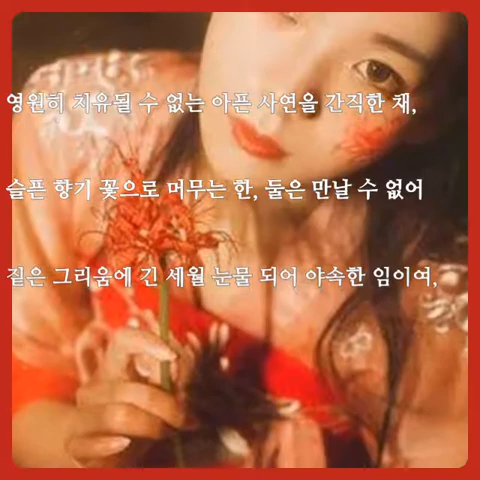 영원히 치유될 수 없는 아픈 사연을 간직한 채,
슬픈 향기 꽃으로 머무는 한, 둘은 만날 수 없어
짙은 그리움에 긴 세월 눈물 되어 야속한 임이여,